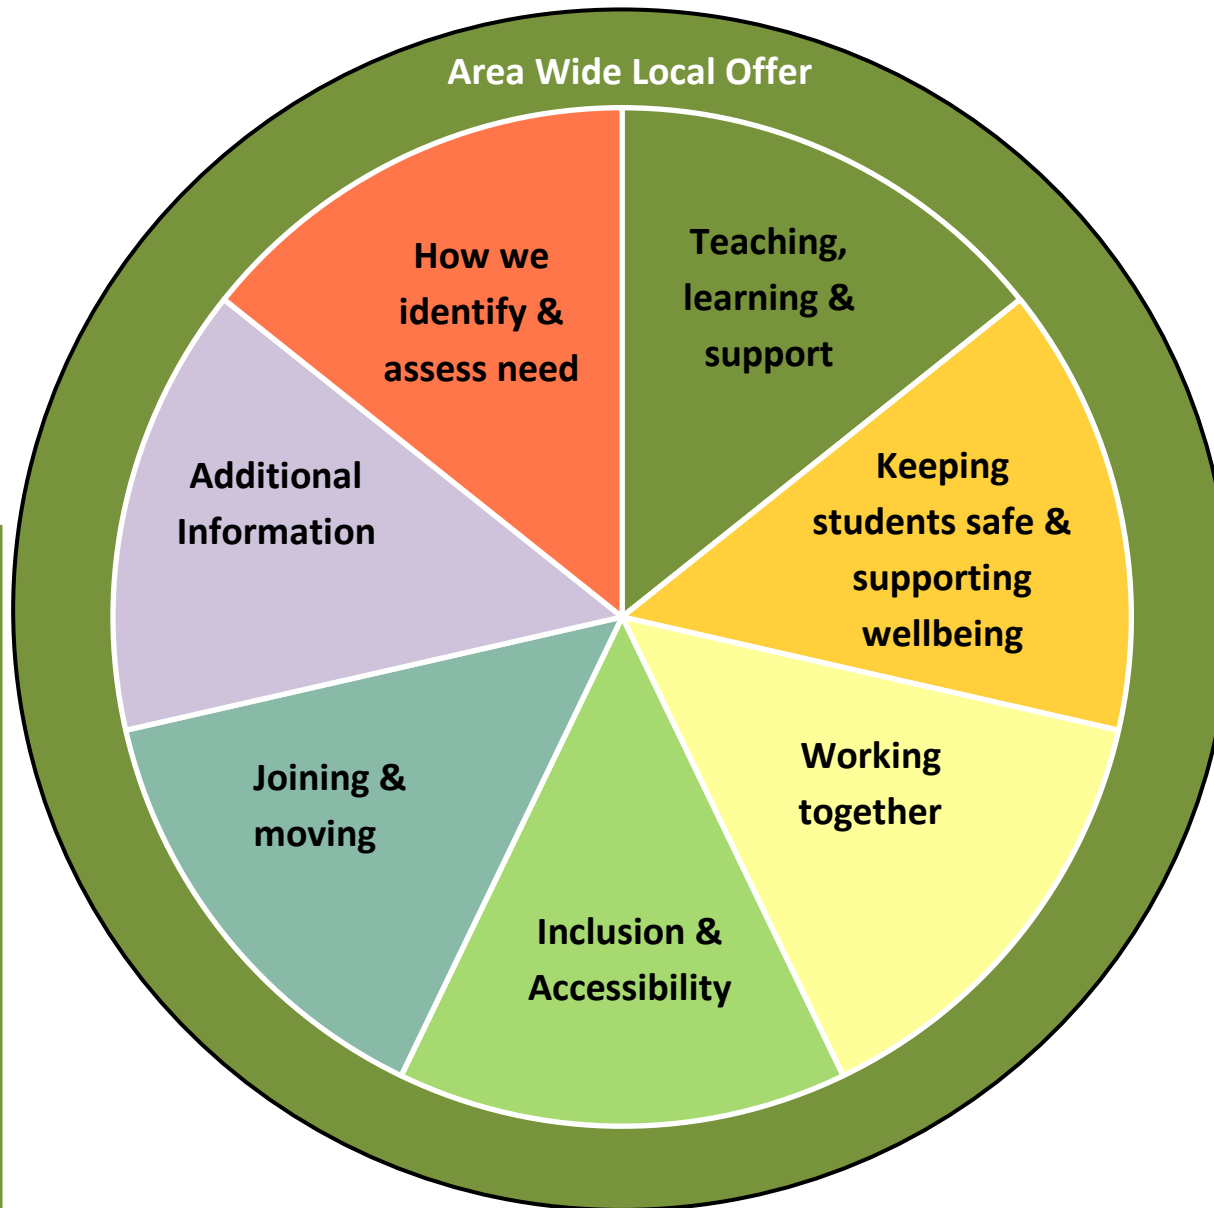 Area Wide Local Offer
How we
identify &
assess need
Teaching,
learning &
support
Keeping
students safe &
supporting
wellbeing
Working
together
Inclusion &
Accessibility
Joining &
moving
Additional
Information